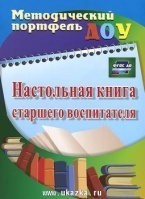 Методический
портфель
ДОУ
ФГОС ДО
Настольная книга
старшего воспитателя
www.ukazka.ru